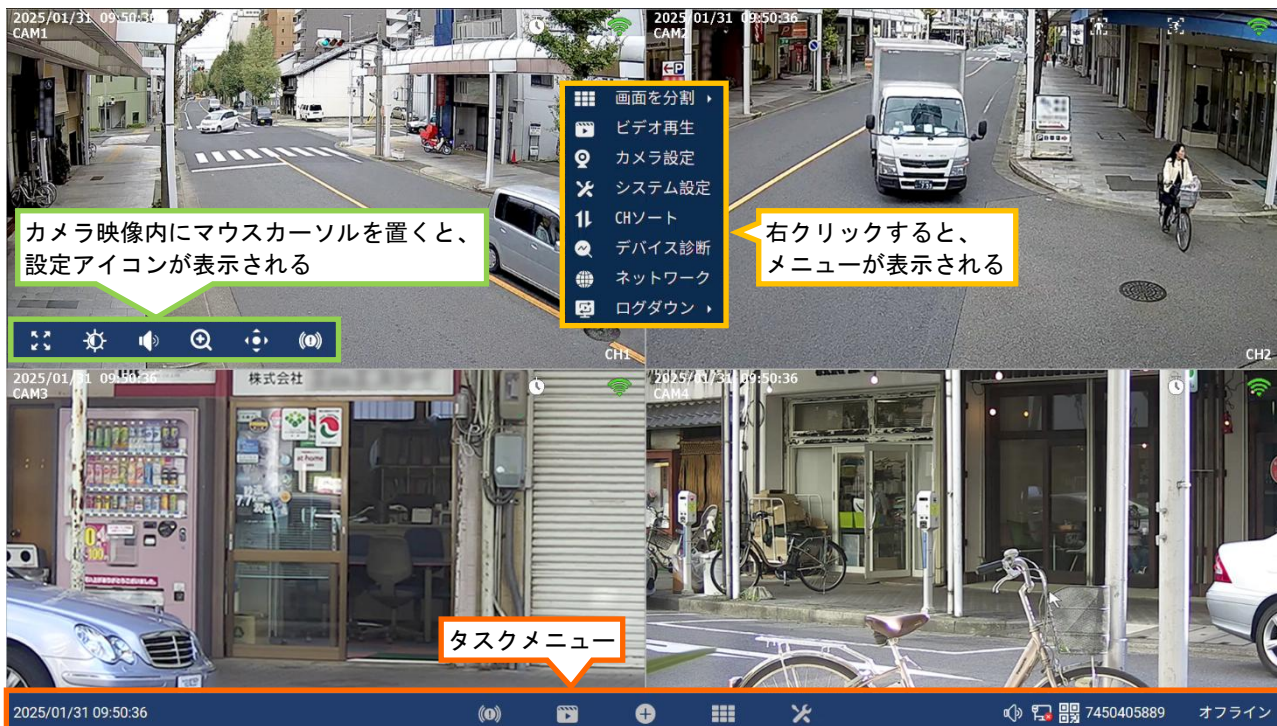 2025/01/31 09:50:36
CAM1
2025/01/31 09:50:36
CAM2
P
画面を分割
ビデオ再生
カメラ設定
システム設定
CHソート
デバイス診断
ネットワーク
ログダウン
カメラ映像内にマウスカーソルを置くと、
設定アイコンが表示される
右クリックすると、
メニューが表示される
CH1
CH2
2025/01/31 09:50:36
CAM3
株式会社
at home
2025/01/31 09:50:36
CAM4
タスクメニュー
2025/01/31 09:50:36
7450405889
オフライン